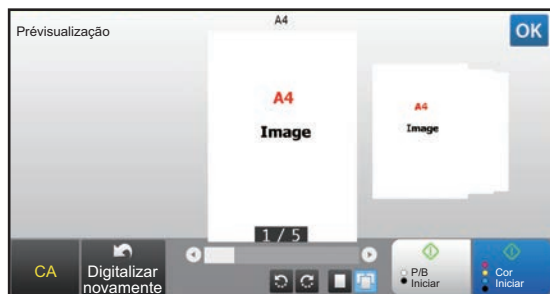 A4
Prévisualização
OK
A4
Image
A4
Image
1 / 5
CA
Digitalizar
novamente
P/B
Iniciar
Cor
Iniciar